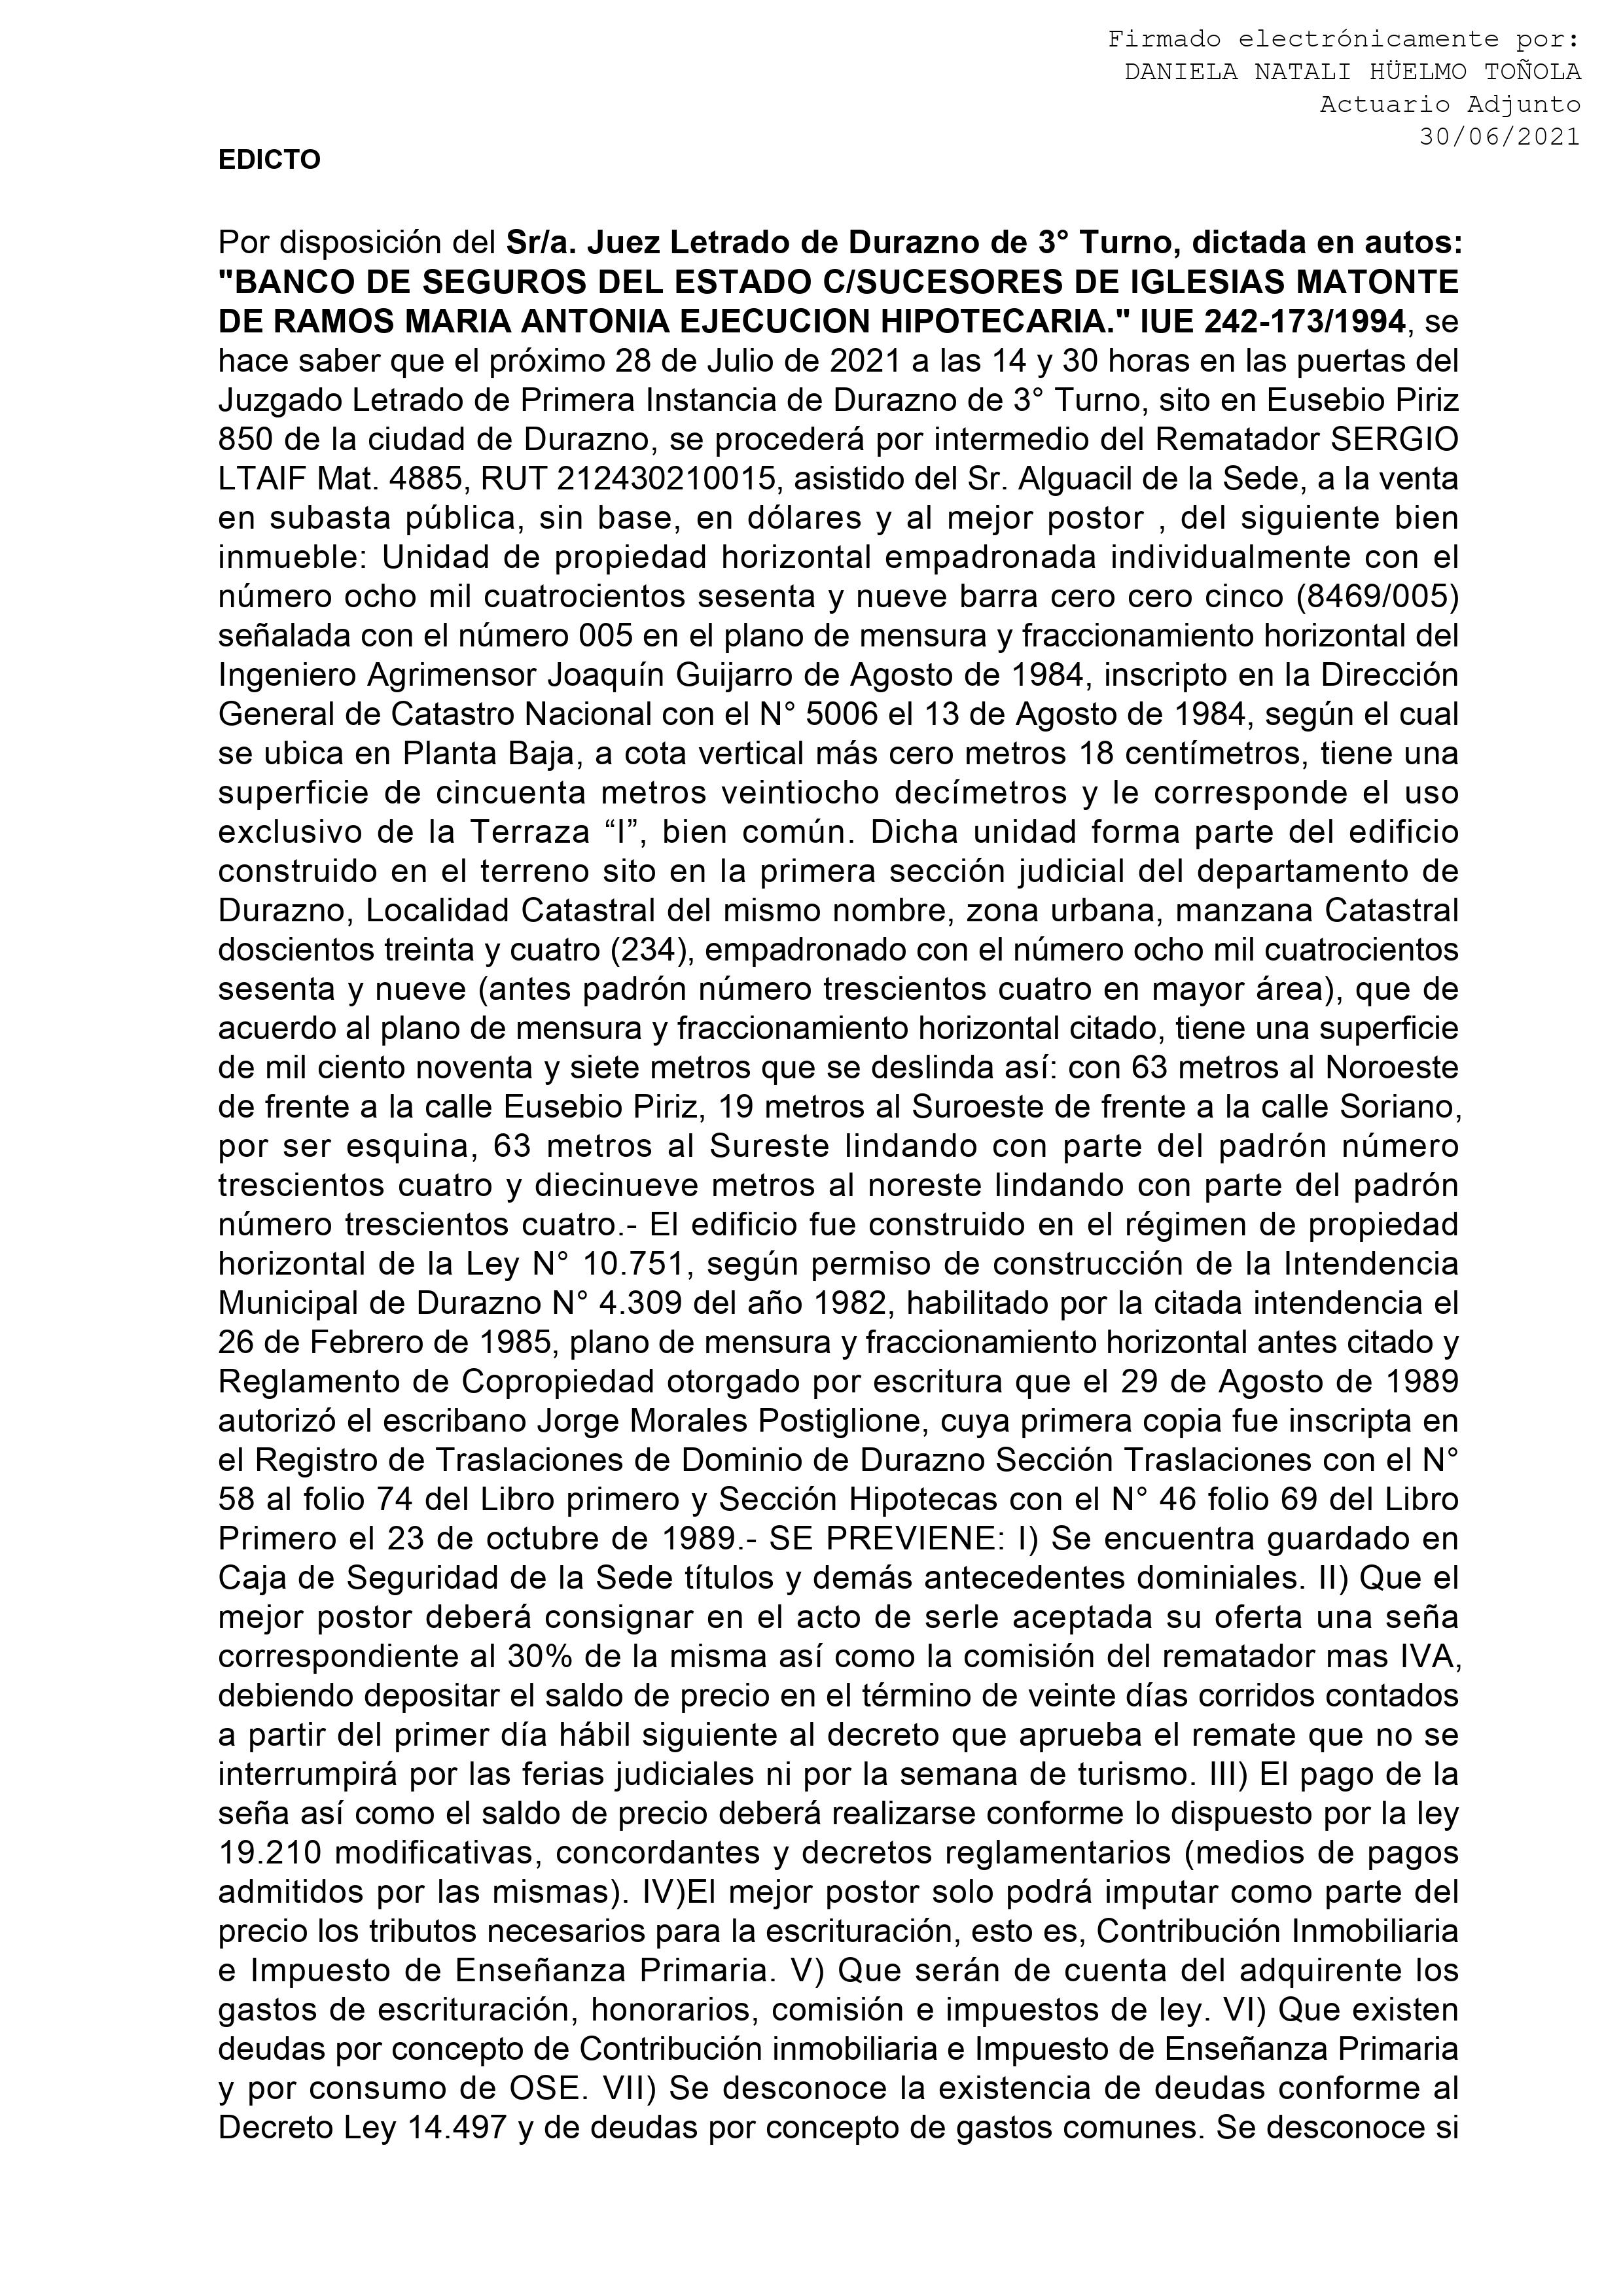 Firmado electrónicamente por:
DANIELA NATALI HÜELMO TOÑOLA
Actuario Adjunto
30/06/2021
EDICTO
Por disposición del Sr/a. Juez Letrado de Durazno de 3° Turno, dictada en autos:
"BANCO DE SEGUROS DEL ESTADO C/SUCESORES DE IGLESIAS MATONTE
DE RAMOS MARIA ANTONIA EJECUCION HIPOTECARIA." IUE 242-173/1994, se
hace saber que el próximo 28 de Julio de 2021 a las 14 y 30 horas en las puertas del
Juzgado Letrado de Primera Instancia de Durazno de 3° Turno, sito en Eusebio Piriz
850 de la ciudad de Durazno, se procederá por intermedio del Rematador SERGIO
LTAIF Mat. 4885, RUT 212430210015, asistido del Sr. Alguacil de la Sede, a la venta
en subasta pública, sin base, en dólares y al mejor postor , del siguiente bien
inmueble: Unidad de propiedad horizontal empadronada individualmente con el
número ocho mil cuatrocientos sesenta y nueve barra cero cero cinco (8469/005)
señalada con el número 005 en el plano de mensura y fraccionamiento horizontal del
Ingeniero Agrimensor Joaquín Guijarro de Agosto de 1984, inscripto en la Dirección
General de Catastro Nacional con el N° 5006 el 13 de Agosto de 1984, según el cual
se ubica en Planta Baja, a cota vertical más cero metros 18 centímetros, tiene una
superficie de cincuenta metros veintiocho decímetros y le corresponde el uso
exclusivo de la Terraza “I”, bien común. Dicha unidad forma parte del edificio
construido en el terreno sito en la primera sección judicial del departamento de
Durazno, Localidad Catastral del mismo nombre, zona urbana, manzana Catastral
doscientos treinta y cuatro (234), empadronado con el número ocho mil cuatrocientos
sesenta y nueve (antes padrón número trescientos cuatro en mayor área), que de
acuerdo al plano de mensura y fraccionamiento horizontal citado, tiene una superficie
de mil ciento noventa y siete metros que se deslinda así: con 63 metros al Noroeste
de frente a la calle Eusebio Piriz, 19 metros al Suroeste de frente a la calle Soriano,
por ser esquina, 63 metros al Sureste lindando con parte del padrón número
trescientos cuatro y diecinueve metros al noreste lindando con parte del padrón
número trescientos cuatro.- El edificio fue construido en el régimen de propiedad
horizontal de la Ley N° 10.751, según permiso de construcción de la Intendencia
Municipal de Durazno N° 4.309 del año 1982, habilitado por la citada intendencia el
26 de Febrero de 1985, plano de mensura y fraccionamiento horizontal antes citado y
Reglamento de Copropiedad otorgado por escritura que el 29 de Agosto de 1989
autorizó el escribano Jorge Morales Postiglione, cuya primera copia fue inscripta en
el Registro de Traslaciones de Dominio de Durazno Sección Traslaciones con el N°
58 al folio 74 del Libro primero y Sección Hipotecas con el N° 46 folio 69 del Libro
Primero el 23 de octubre de 1989.- SE PREVIENE: I) Se encuentra guardado en
Caja de Seguridad de la Sede títulos y demás antecedentes dominiales. II) Que el
mejor postor deberá consignar en el acto de serle aceptada su oferta una seña
correspondiente al 30% de la misma así como la comisión del rematador mas IVA,
debiendo depositar el saldo de precio en el término de veinte días corridos contados
a partir del primer día hábil siguiente al decreto que aprueba el remate que no se
interrumpirá por las ferias judiciales ni por la semana de turismo. III) El pago de la
seña así como el saldo de precio deberá realizarse conforme lo dispuesto por la ley
19.210 modificativas, concordantes y decretos reglamentarios (medios de pagos
admitidos por las mismas). IV)El mejor postor solo podrá imputar como parte del
precio los tributos necesarios para la escrituración, esto es, Contribución Inmobiliaria
e Impuesto de Enseñanza Primaria. V) Que serán de cuenta del adquirente los
gastos de escrituración, honorarios, comisión e impuestos de ley. VI) Que existen
deudas por concepto de Contribución inmobiliaria e Impuesto de Enseñanza Primaria
y por consumo de OSE. VII) Se desconoce la existencia de deudas conforme al
Decreto Ley 14.497 y de deudas por concepto de gastos comunes. Se desconoce si